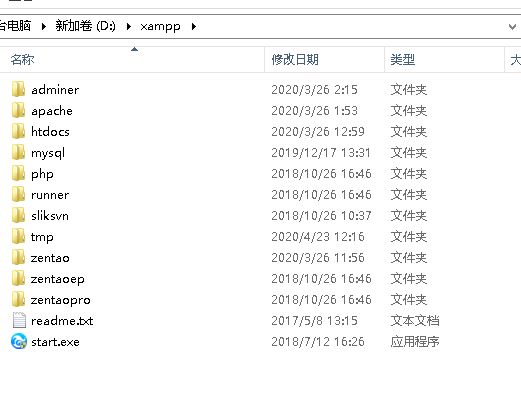 台电脑 新加卷 (D:) xampp
名称 修改日期 类型 大
adminer 2020/3/26 2:15 文件夹
apache 2020/3/26 1:53 文件夹
htdocs 2020/3/26 12:59 文件夹
mysql 2019/12/17 13:31 文件夹
php 2018/10/26 16:46 文件夹
runner 2018/10/26 16:46 文件夹
sliksvn 2018/10/26 10:37 文件夹
tmp 2020/4/23 12:16 文件夹
zentao 2020/3/26 11:56 文件夹
zentaoep 2018/10/26 16:46 文件夹
zentaopro 2018/10/26 16:46 文件夹
readme.txt 2017/5/8 13:15 文本文档
start.exe 2018/7/12 16:26 应用程序